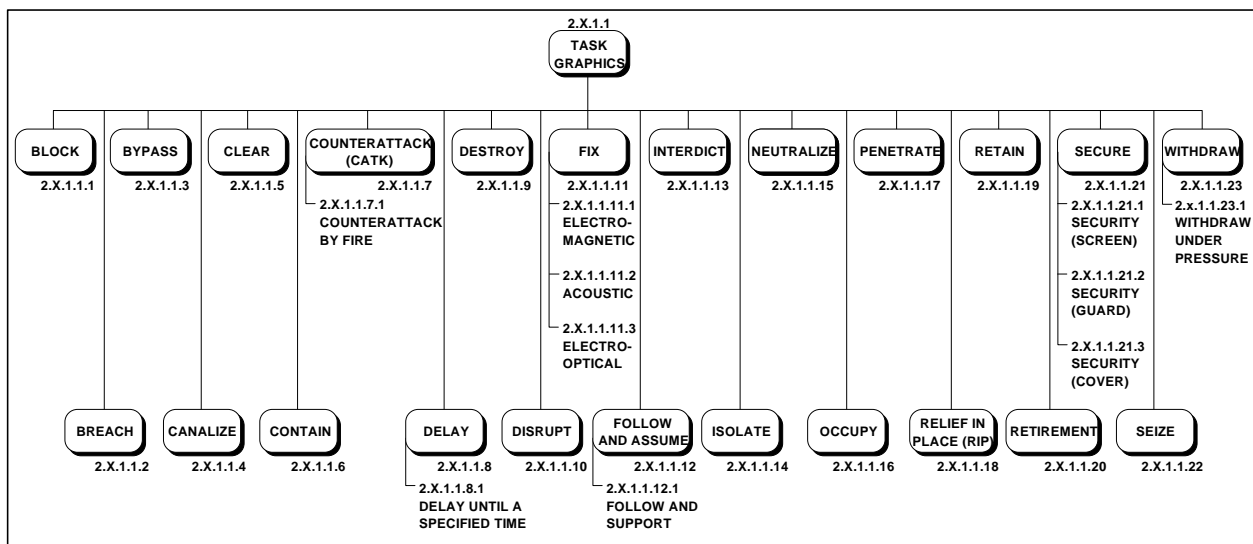 2.X.1.1
TASK
GRAPHICS
BLOCK
2.X.1.1.1
BYPASS
2.X.1.1.3
CLEAR
2.X.1.1.5
COUNTERATTACK
(CATK)
2.X.1.1.7
2.X.1.1.7.1
COUNTERATTACK
BY FIRE
DESTROY
2.X.1.1.9
FIX
2.X.1.1.11
2.X.1.1.11.1
ELECTRO-
MAGNETIC
2.X.1.1.11.2
ACOUSTIC
2.X.1.1.11.3
ELECTRO-
OPTICAL
INTERDICT
2.X.1.1.13
NEUTRALIZE
2.X.1.1.15
PENETRATE
2.X.1.1.17
RETAIN
2.X.1.1.19
SECURE
2.X.1.1.21
2.X.1.1.21.1
SECURITY
(SCREEN)
2.X.1.1.21.2
SECURITY
(GUARD)
2.X.1.1.21.3
SECURITY
(COVER)
WITHDRAW
2.X.1.1.23
2.x.1.1.23.1
WITHDRAW
UNDER
PRESSURE
BREACH
2.X.1.1.2
CANALIZE
2.X.1.1.4
CONTAIN
2.X.1.1.6
DELAY
2.X.1.1.8
2.X.1.1.8.1
DELAY UNTIL A
SPECIFIED TIME
DISRUPT
2.X.1.1.10
FOLLOW
AND ASSUME
2.X.1.1.12
2.X.1.1.12.1
FOLLOW AND
SUPPORT
ISOLATE
2.X.1.1.14
OCCUPY
2.X.1.1.16
RELIEF IN
PLACE (RIP)
2.X.1.1.18
RETIREMENT
2.X.1.1.20
SEIZE
2.X.1.1.22